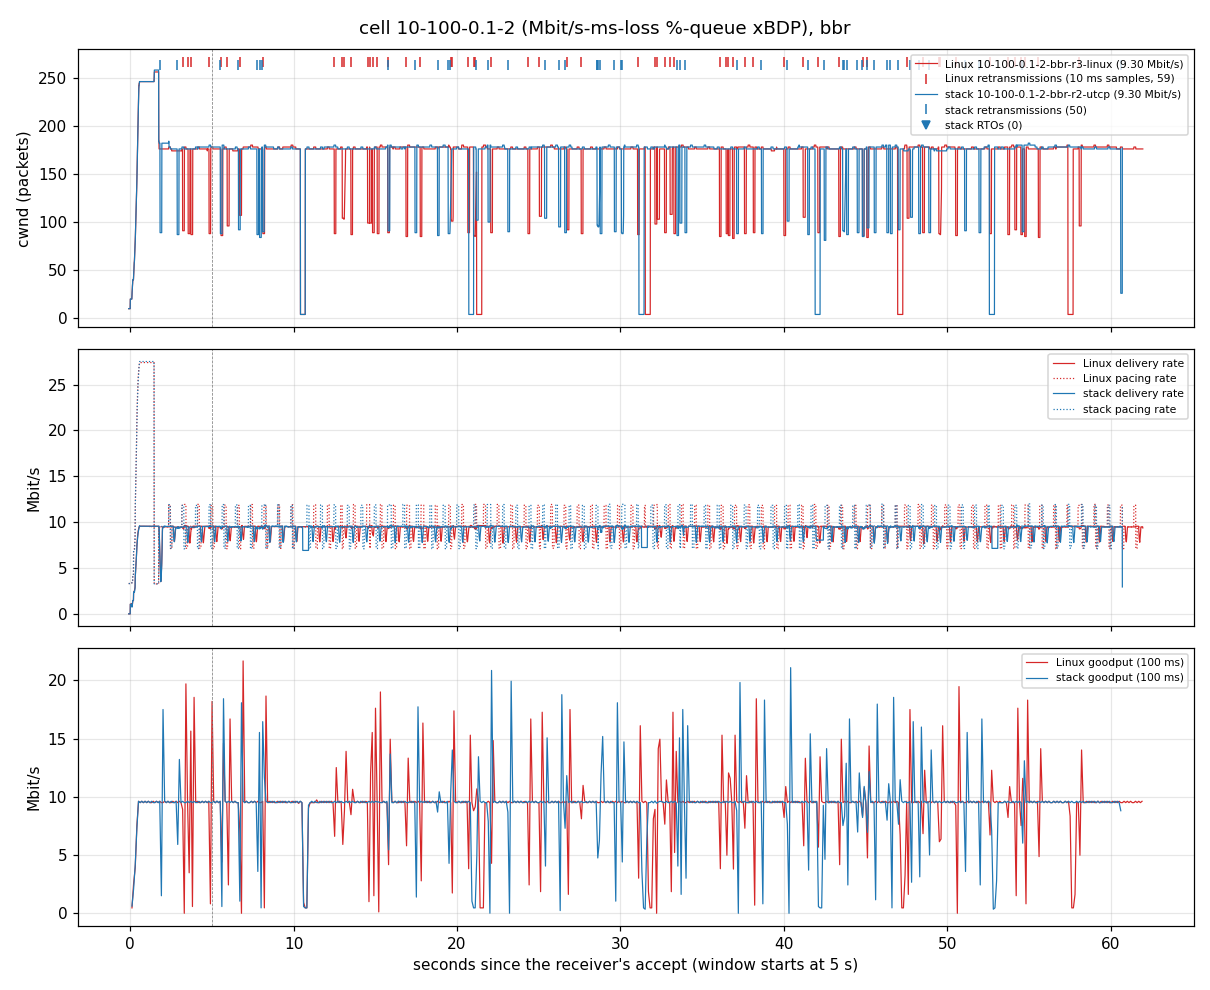 cell 10-100-0.1-2 (Mbit/s-ms-loss %-queue xBDP), bbr
cwnd (packets)
250
200
150
100
50
0
Linux 10-100-0.1-2-bbr-r3-linux (9.30 Mbit/s)
Linux retransmissions (10 ms samples, 59)
stack 10-100-0.1-2-bbr-r2-utcp (9.30 Mbit/s)
stack retransmissions (50)
stack RTOs (0)
Mbit/s
25
20
15
10
5
0
Linux delivery rate
Linux pacing rate
stack delivery rate
stack pacing rate
Mbit/s
20
15
10
5
0
Linux goodput (100 ms)
stack goodput (100 ms)
0 10 20 30 40 50 60
seconds since the receiver's accept (window starts at 5 s)